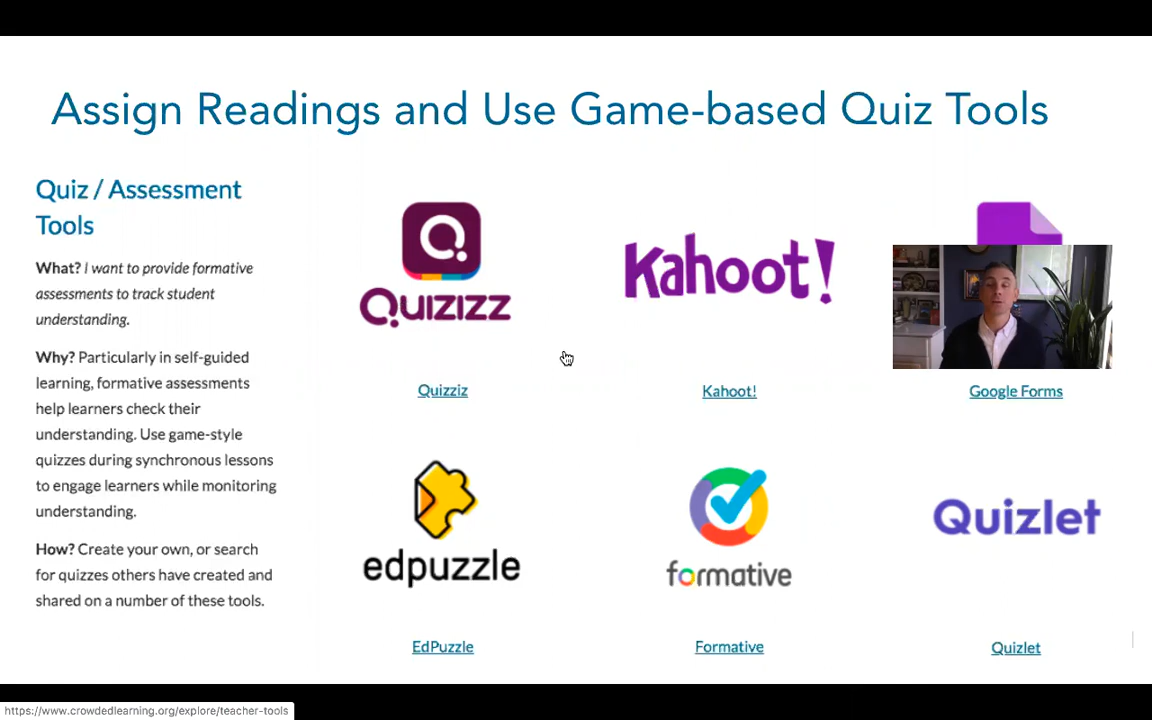 Assign Readings and Use Game-based Quiz Tools
Quiz / Assessment
Tools
What? I want to provide formative
assessments to track student
understanding.
Why? Particularly in self-guided
learning, formative assessments
help learners check their
understanding. Use game-style
quizzes during synchronous lessons
to engage learners while monitoring
understanding.
How? Create your own, or search
for quizzes others have created and
shared on a number of these tools.
Quizizz
Kahoot!
Quizziz
Kahoot!
Google Forms
edpuzzle
formative
Quizlet
EdPuzzle
Formative
Quizlet
https://www.crowdedlearning.org/explore/teacher-tools